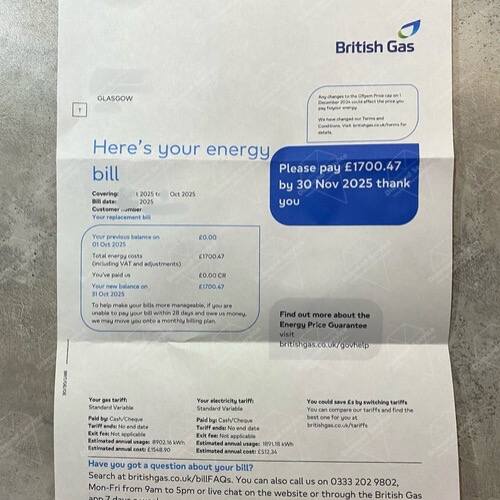 British Gas
GLASGOW
Any changes to the Ofgem Price cap on 1
December 2024 could affect the price you
pay for your energy.
We have changed our Terms and
Conditions. Visit britishgas.co.uk/terms for
details.
Here's your energy
bill
Covering: 2025 to Oct 2025
Bill date: 2025
Customer number
Your replacement bill
Please pay £1700.47
by 30 Nov 2025 thank
you
Your previous balance on £0.00
01 Oct 2025
Total energy costs £1700.47
(including VAT and adjustments)
You've paid us £0.00 CR
Your new balance on £1700.47
31 Oct 2025
To help make your bills more manageable, if you are
unable to pay your bill within 28 days and owe us money,
we may move you onto a monthly billing plan.
Find out more about the
Energy Price Guarantee
visit
britishgas.co.uk/govhelp
Your gas tariff:
Standard Variable
Paid by: Cash/Cheque
Tariff ends: No end date
Exit fee: Not applicable
Estimated annual usage: 8902.16 kWh
Estimated annual cost: £1548.90
Your electricity tariff:
Standard Variable
Paid by: Cash/Cheque
Tariff ends: No end date
Exit fee: Not applicable
Estimated annual usage: 1891.18 kWh
Estimated annual cost: £512.34
You could save £s by switching tariffs
You can compare our tariffs and find the
best one for you at
britishgas.co.uk/tariffs
Have you got a question about your bill?
Search at britishgas.co.uk/billFAQs. You can also call us on 0333 202 9802,
Mon-Fri from 9am to 5pm or live chat on the website or through the British Gas